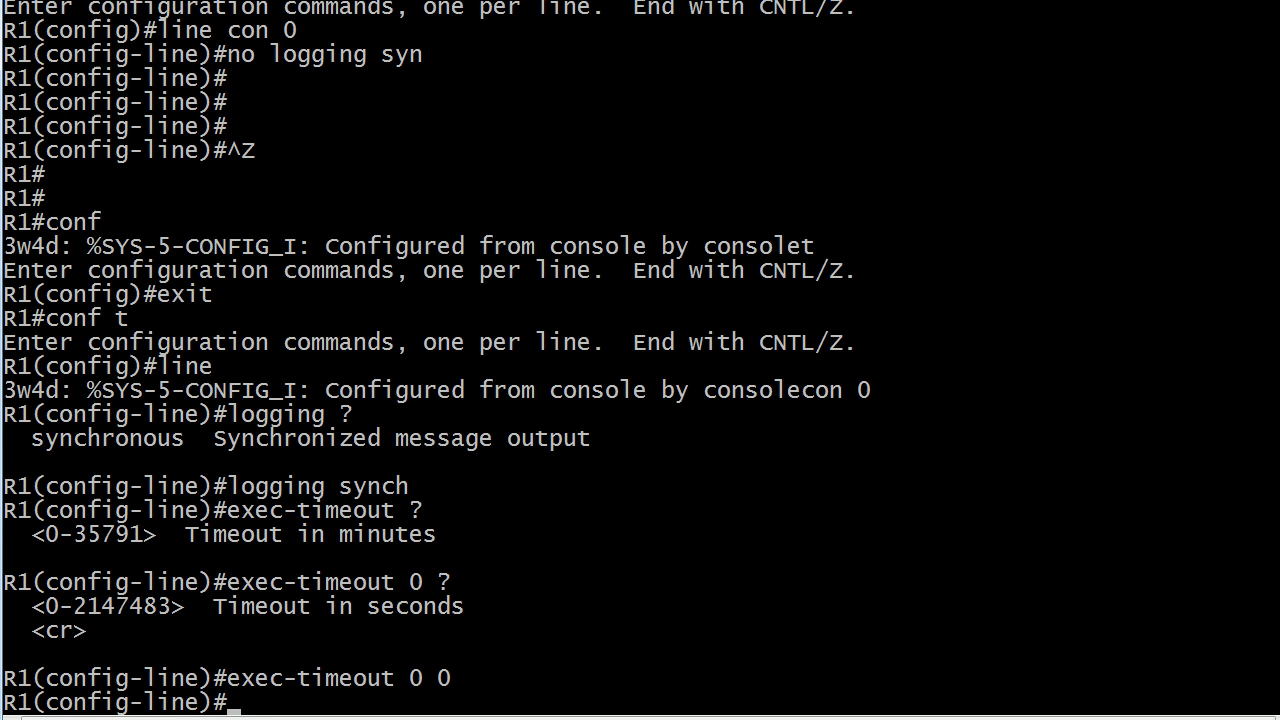 Enter configuration commands, one per line.  End with CNTL/Z.
R1(config)#line con 0
R1(config-line)#no logging syn
R1(config-line)#
R1(config-line)#
R1(config-line)#
R1(config-line)#^Z
R1#
R1#
R1#conf
3w4d: %SYS-5-CONFIG_I: Configured from console by consolet
Enter configuration commands, one per line.  End with CNTL/Z.
R1(config)#exit
R1#conf t
Enter configuration commands, one per line.  End with CNTL/Z.
R1(config)#line
3w4d: %SYS-5-CONFIG_I: Configured from console by consolecon 0
R1(config-line)#logging ?
  synchronous  Synchronized message output

R1(config-line)#logging synch
R1(config-line)#exec-timeout ?
  <0-35791>  Timeout in minutes

R1(config-line)#exec-timeout 0 ?
  <0-2147483>  Timeout in seconds
  <cr>

R1(config-line)#exec-timeout 0 0
R1(config-line)#